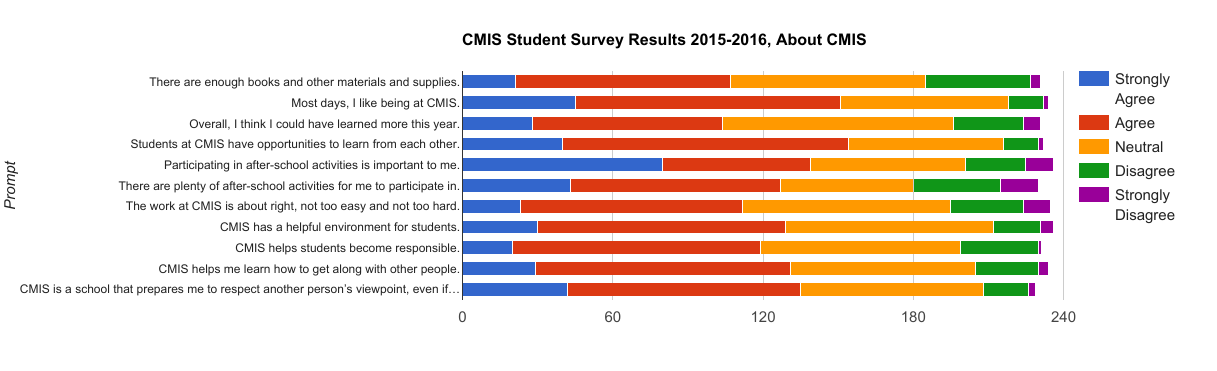 CMIS Student Survey Results 2015-2016, About CMIS
Prompt
There are enough books and other materials and supplies.
Most days, I like being at CMIS.
Overall, I think I could have learned more this year.
Students at CMIS have opportunities to learn from each other.
Participating in after-school activities is important to me.
There are plenty of after-school activities for me to participate in.
The work at CMIS is about right, not too easy and not too hard.
CMIS has a helpful environment for students.
CMIS helps students become responsible.
CMIS helps me learn how to get along with other people.
CMIS is a school that prepares me to respect another person's viewpoint, even if…
0 60 120 180 240
Strongly
Agree
Agree
Neutral
Disagree
Strongly
Disagree